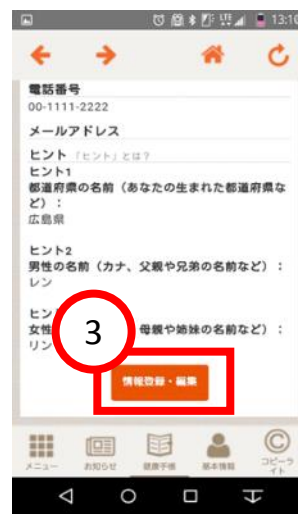 13:10
電話番号
00-1111-2222
メールアドレス
ヒント 「ヒント」とは？
ヒント1
都道府県の名前（あなたの生まれた都道府県な
ど）：
広島県
ヒント2
男性の名前（カナ、父親や兄弟の名前など）：
レン
ヒン
女性 母親や姉妹の名前など）：
リン
3
情報登録・編集
メニュー お知らせ 健康手帳 基本情報 コピーラ
イト